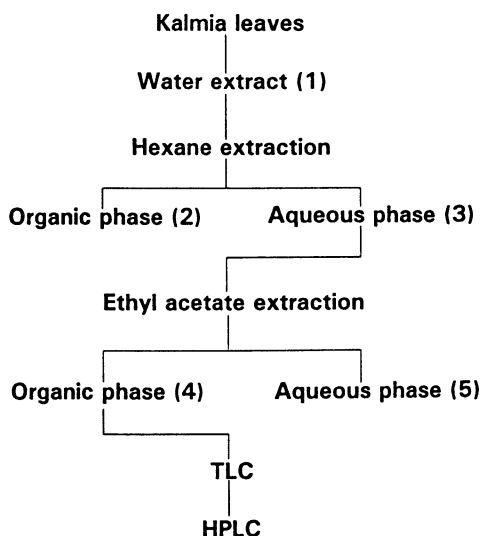 Kalmia leaves
Water extract (1)
Hexane extraction
Organic phase (2) Aqueous phase (3)
Ethyl acetate extraction
Organic phase (4) Aqueous phase (5)
TLC
HPLC